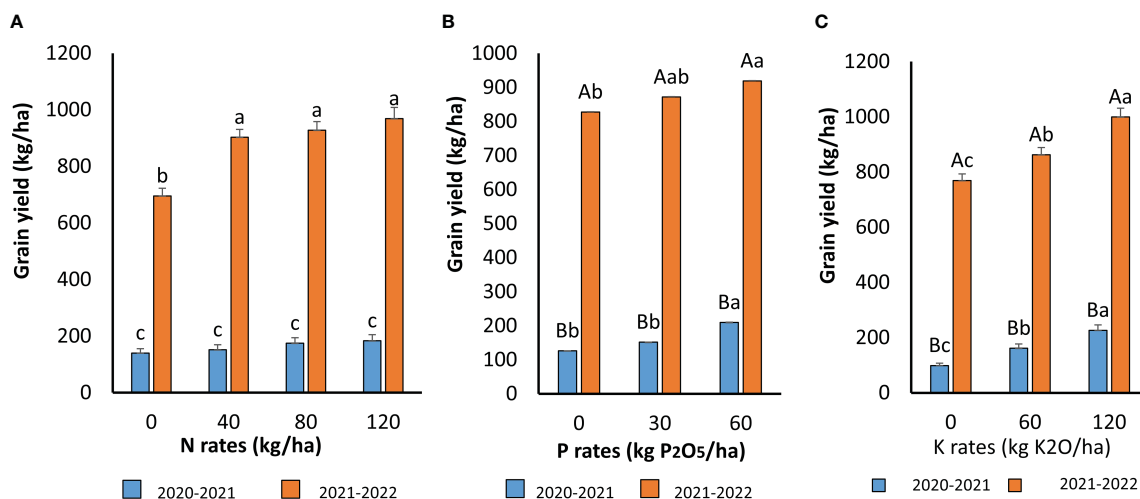 A
Grain yield (kg/ha)
1200
1000
800
600
400
200
0
c
b
c
a
c
a
c
a
0 40 80 120
N rates (kg/ha)
2020-2021 2021-2022
B
Grain yield (kg/ha)
1000
900
800
700
600
500
400
300
200
100
0
Bb
Ab
Bb
Aab
Ba
Aa
0 30 60
P rates (kg P2O5/ha)
2020-2021 2021-2022
C
Grain yield (kg/ha)
1200
1000
800
600
400
200
0
Bc
Ac
Bb
Ab
Ba
Aa
0 60 120
K rates (kg K2O/ha)
2020-2021 2021-2022